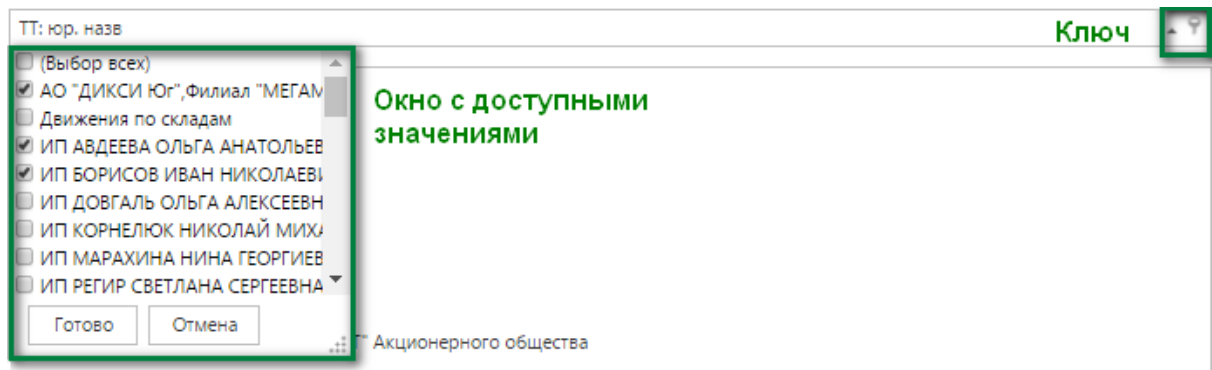 ТТ: юр. назв
Ключ
(Выбор всех)
АО "ДИКСИ Юг",Филиал "МЕГАМ
Движения по складам
ИП АВДЕЕВА ОЛЬГА АНАТОЛЬЕВ
ИП БОРИСОВ ИВАН НИКОЛАЕВИ
ИП ДОВГАЛЬ ОЛЬГА АЛЕКСЕЕВН
ИП КОРНЕЛЮК НИКОЛАЙ МИХА
ИП МАРАХИНА НИНА ГЕОРГИЕВ
ИП РЕГИР СВЕТЛАНА СЕРГЕЕВНА
Окно с доступными
значениями
Готово
Отмена
Т" Акционерного общества